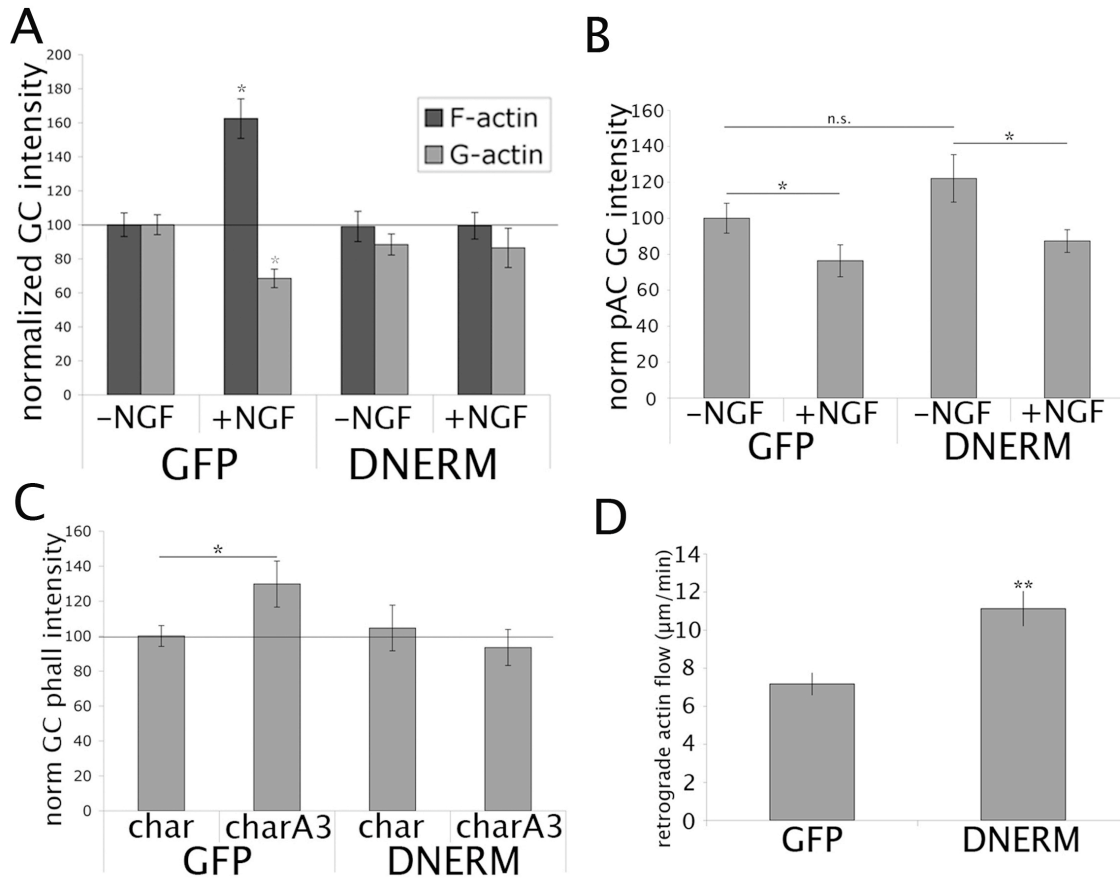 A
normalized GC intensity
200
180
160
140
120
100
80
60
40
20
0
*
*
F-actin
G-actin
–NGF +NGF –NGF +NGF
GFP DNERM
B
norm pAC GC intensity
160
140
120
100
80
60
40
20
0
n.s.
*
*
–NGF +NGF –NGF +NGF
GFP DNERM
C
norm GC phall intensity
160
140
120
100
80
60
40
20
0
*
char charA3 char charA3
GFP DNERM
D
retrograde actin flow (µm/min)
14
12
10
8
6
4
2
0
**
GFP DNERM